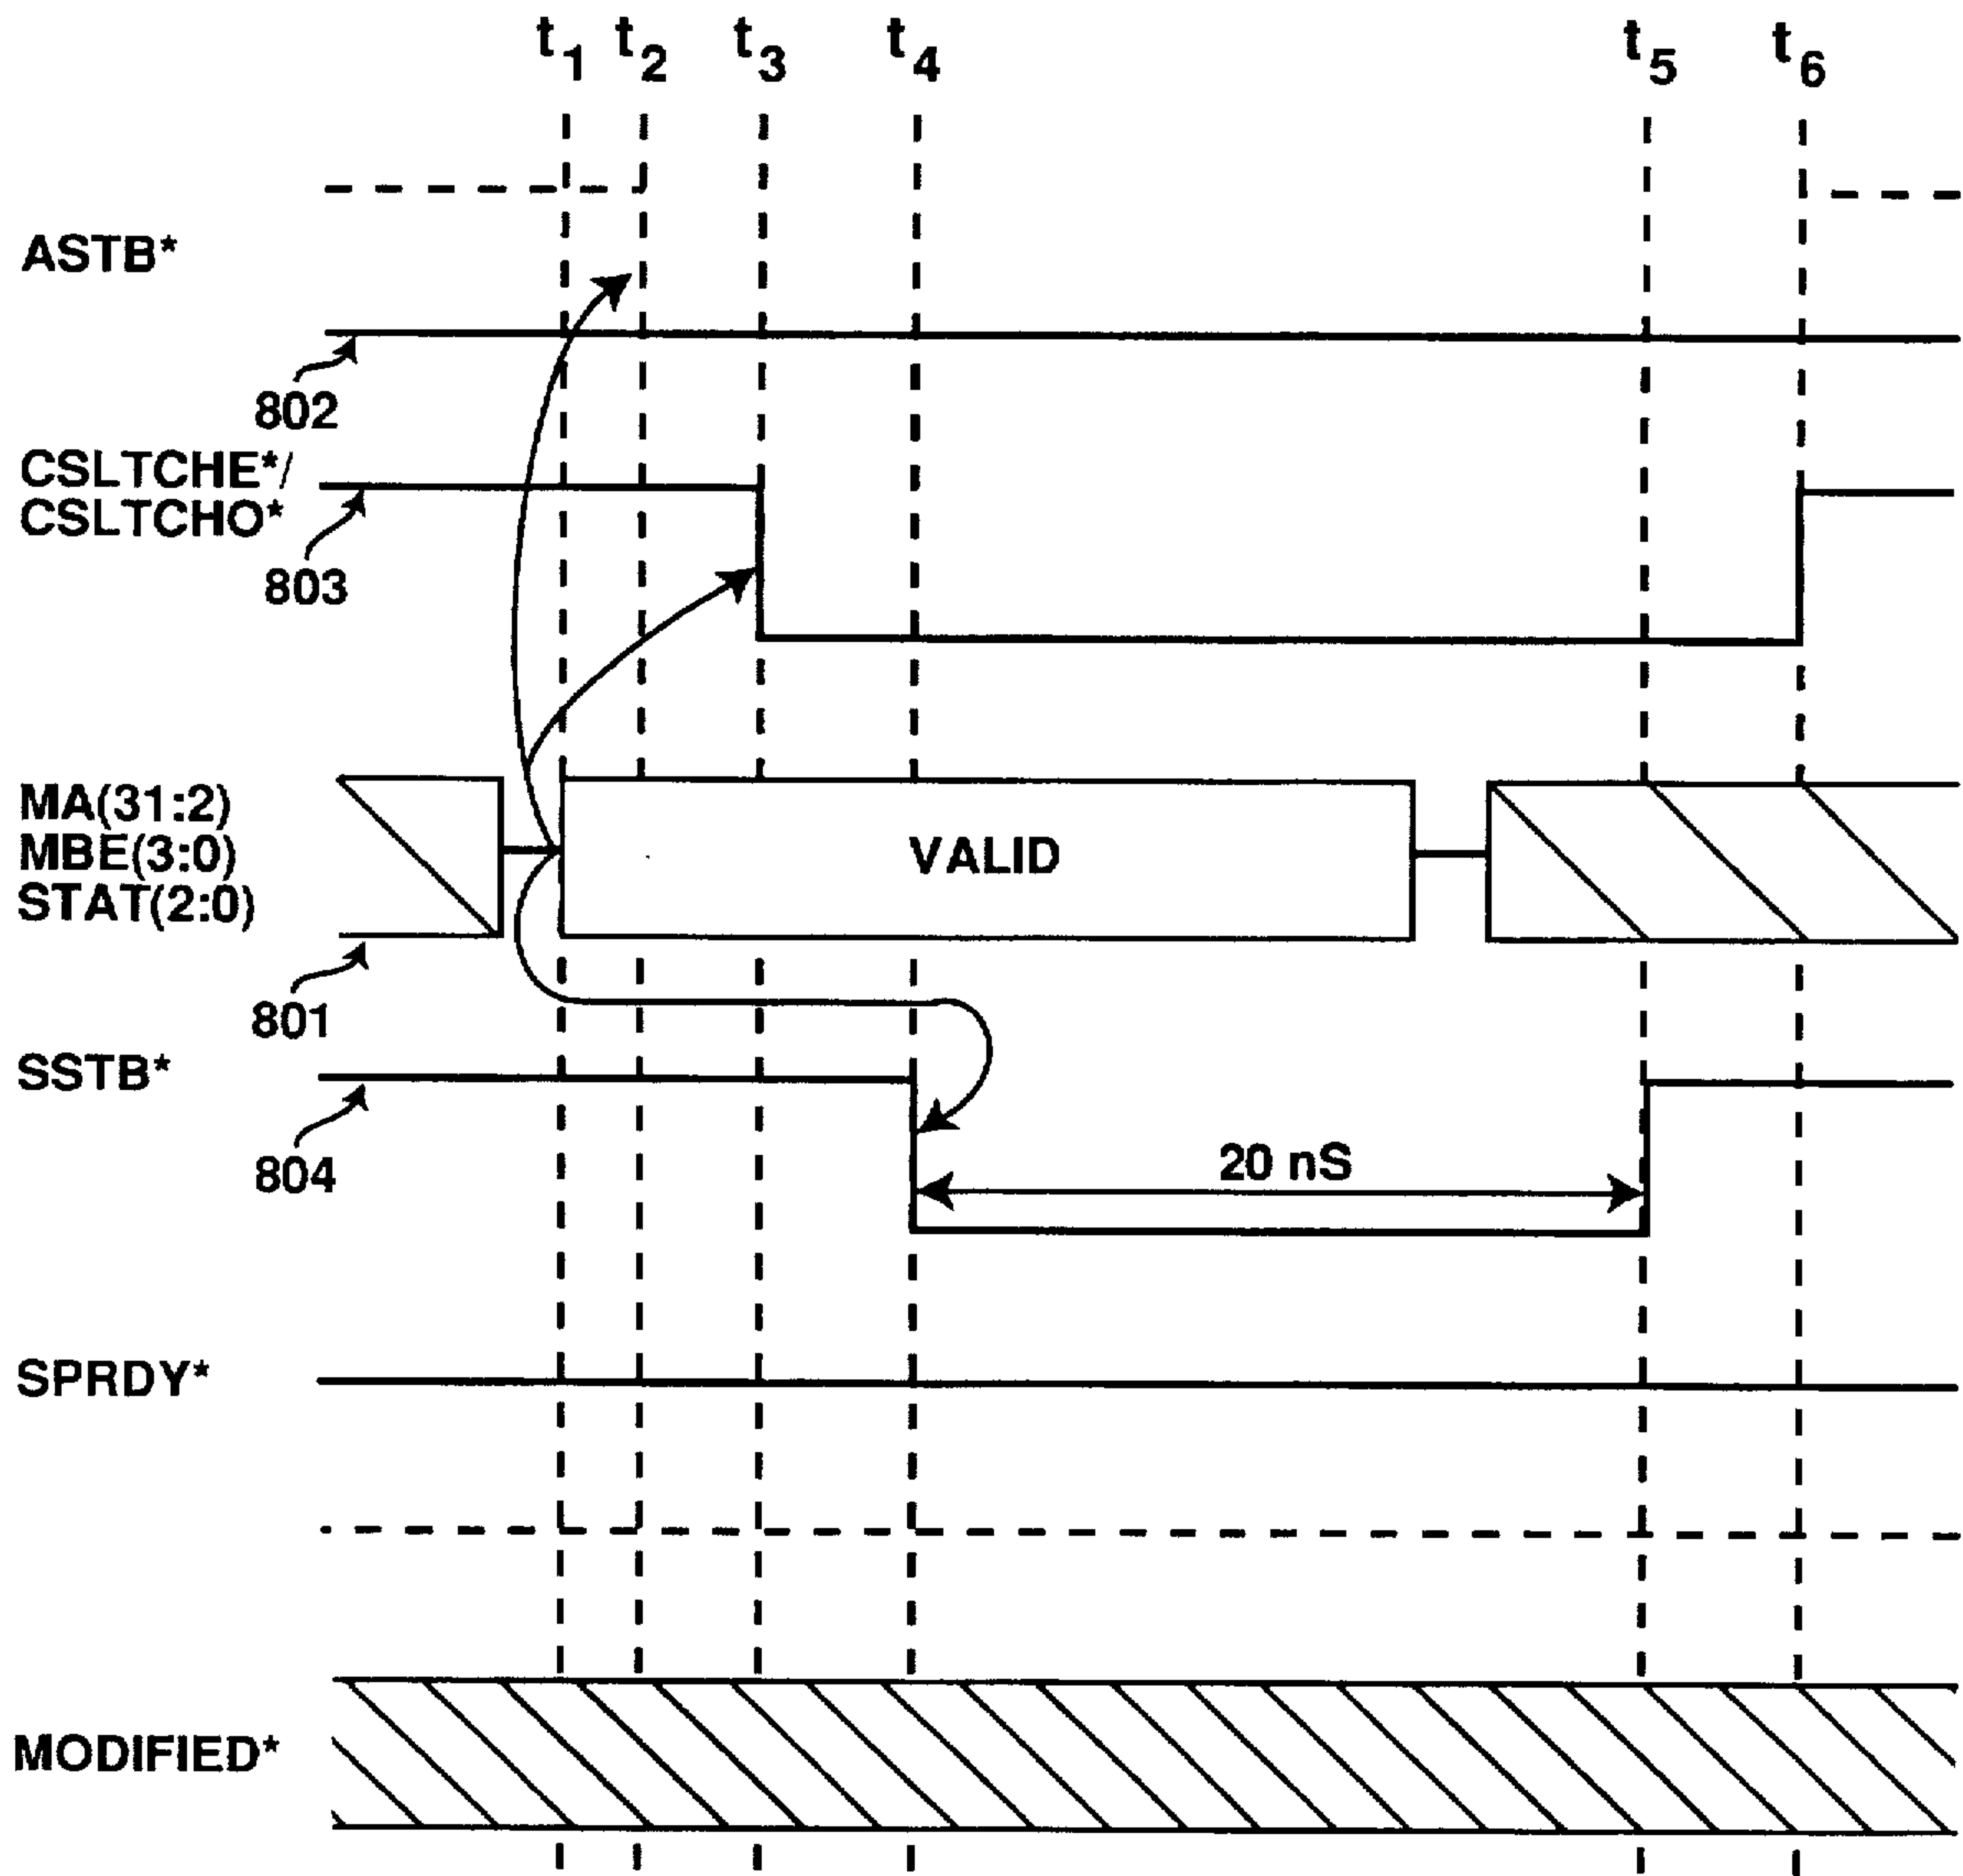 t1 t2 t3 t4 t5 t6
ASTB*
802
CSLTCHE*/
CSLTCHO*
803
MA(31:2)
MBE(3:0)
STAT(2:0)
VALID
801
SSTB*
804
20 nS
SPRDY*
MODIFIED*